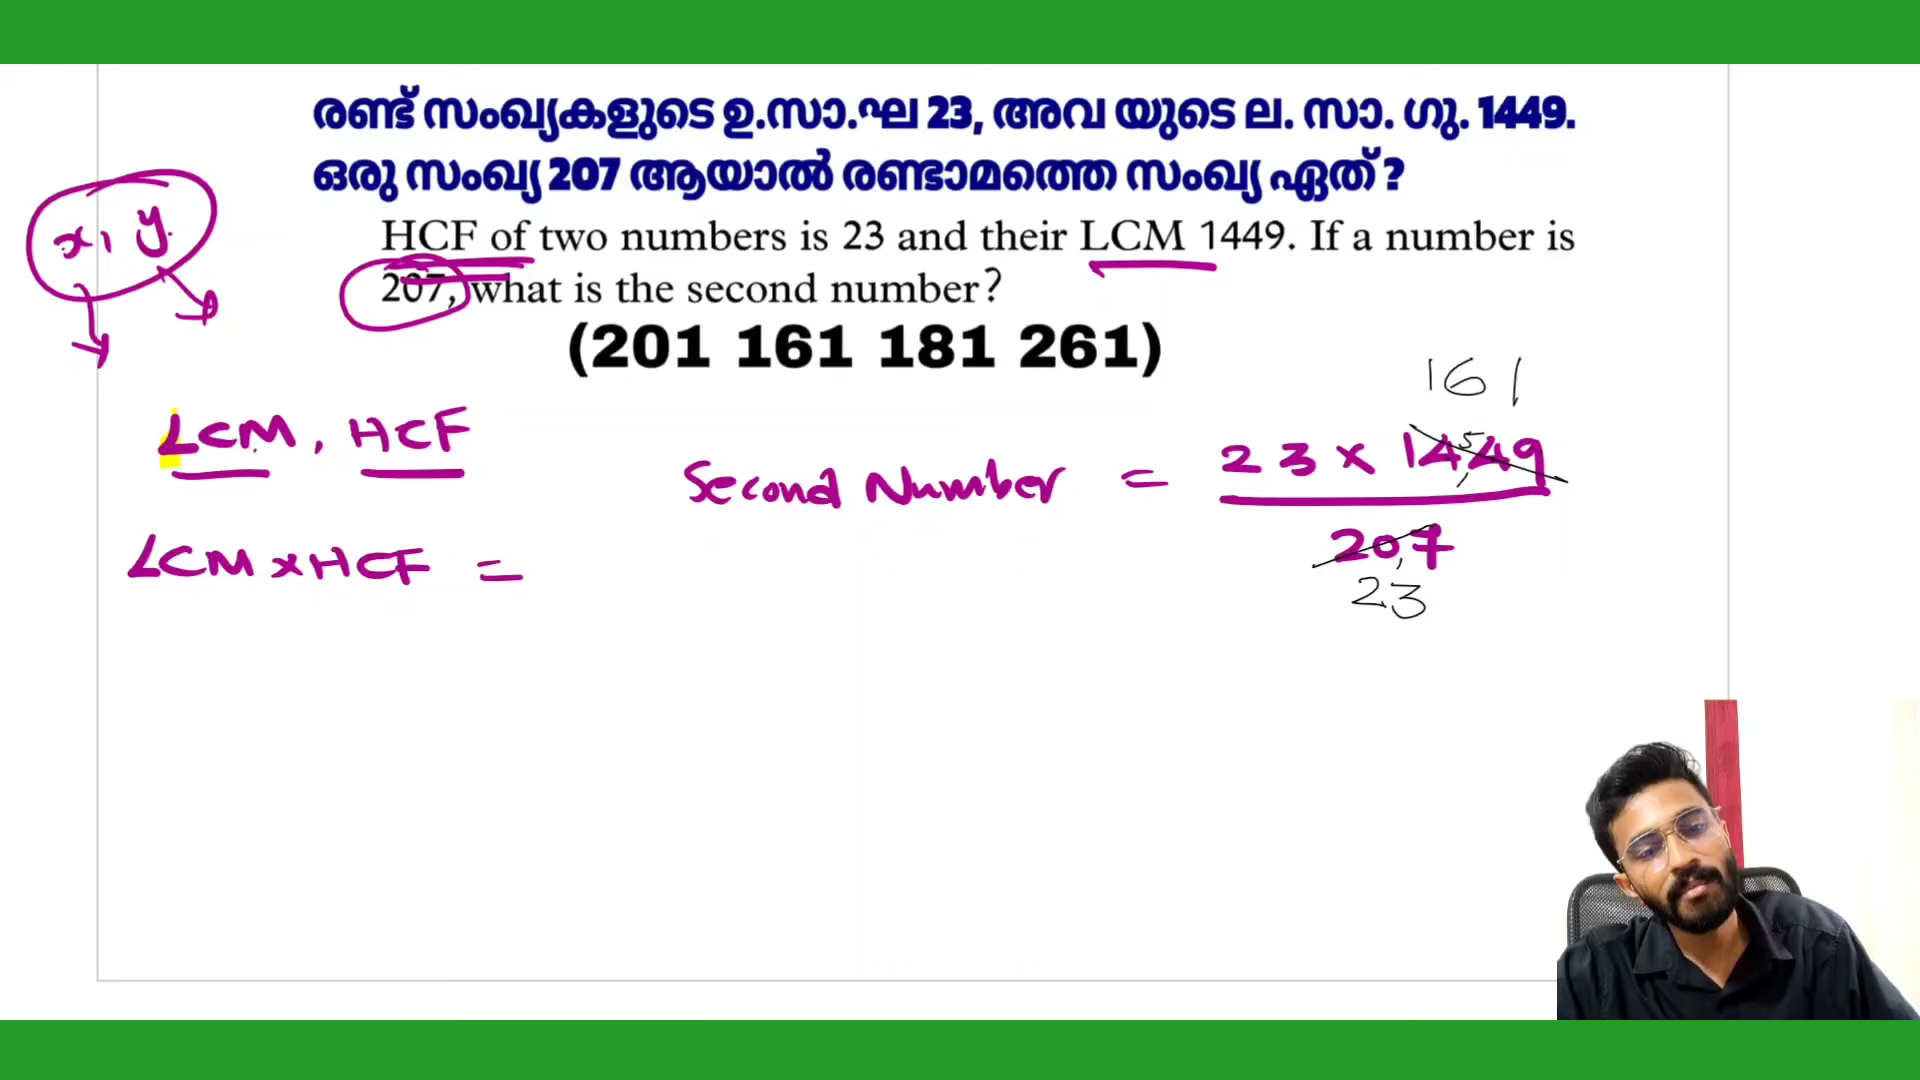 രണ്ട് സംഖ്യകളുടെ ഉ.സാ.ഘ 23, അവ യുടെ ല. സാ. ഗു. 1449.
ഒരു സംഖ്യ 207 ആയാൽ രണ്ടാമത്തെ സംഖ്യ ഏത് ?
x, y
HCF of two numbers is 23 and their LCM 1449. If a number is
207, what is the second number?
(201 161 181 261)
LCM, HCF
LCM x HCF =
161
Second Number = 23 x 1449
5
207
23